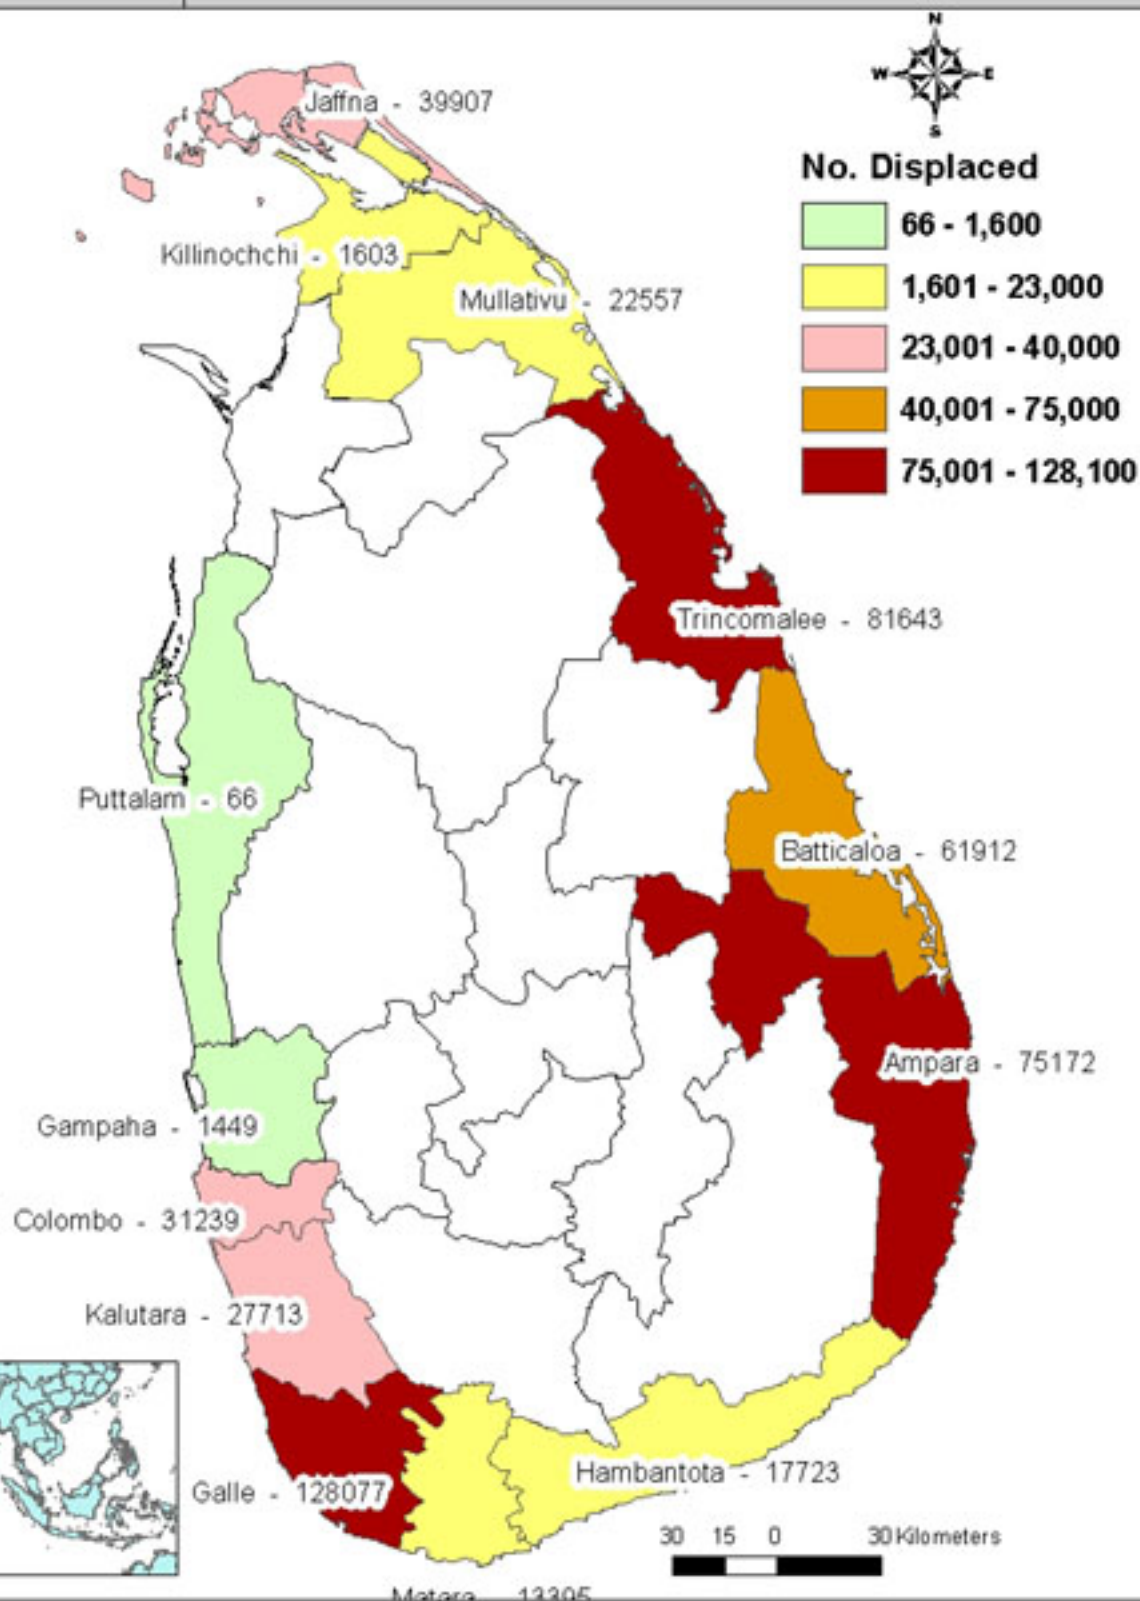 N
W E
S
Jaffna - 39907
No. Displaced
66 - 1,600
1,601 - 23,000
23,001 - 40,000
40,001 - 75,000
75,001 - 128,100
Killinochchi - 1603
Mullativu - 22557
Trincomalee - 81643
Puttalam - 66
Batticaloa - 61912
Ampara - 75172
Gampaha - 1449
Colombo - 31239
Kalutara - 27713
Hambantota - 17723
Galle - 128077
30 15 0 30 Kilometers
Matara - 13395